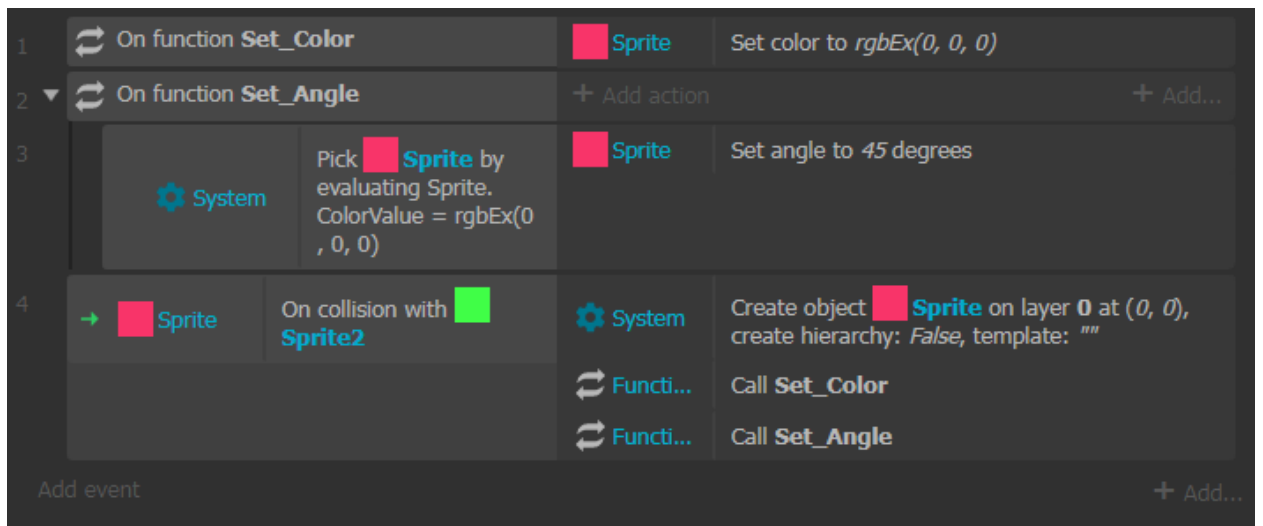 1
On function Set_Color
Sprite
Set color to rgbEx(0, 0, 0)
2
On function Set_Angle
+ Add action
+ Add...
3
System
Pick Sprite by
evaluating Sprite.
ColorValue = rgbEx(0
, 0, 0)
Sprite
Set angle to 45 degrees
4
Sprite
On collision with
Sprite2
System
Create object Sprite on layer 0 at (0, 0),
create hierarchy: False, template: ""
Functi...
Call Set_Color
Functi...
Call Set_Angle
Add event
+ Add...